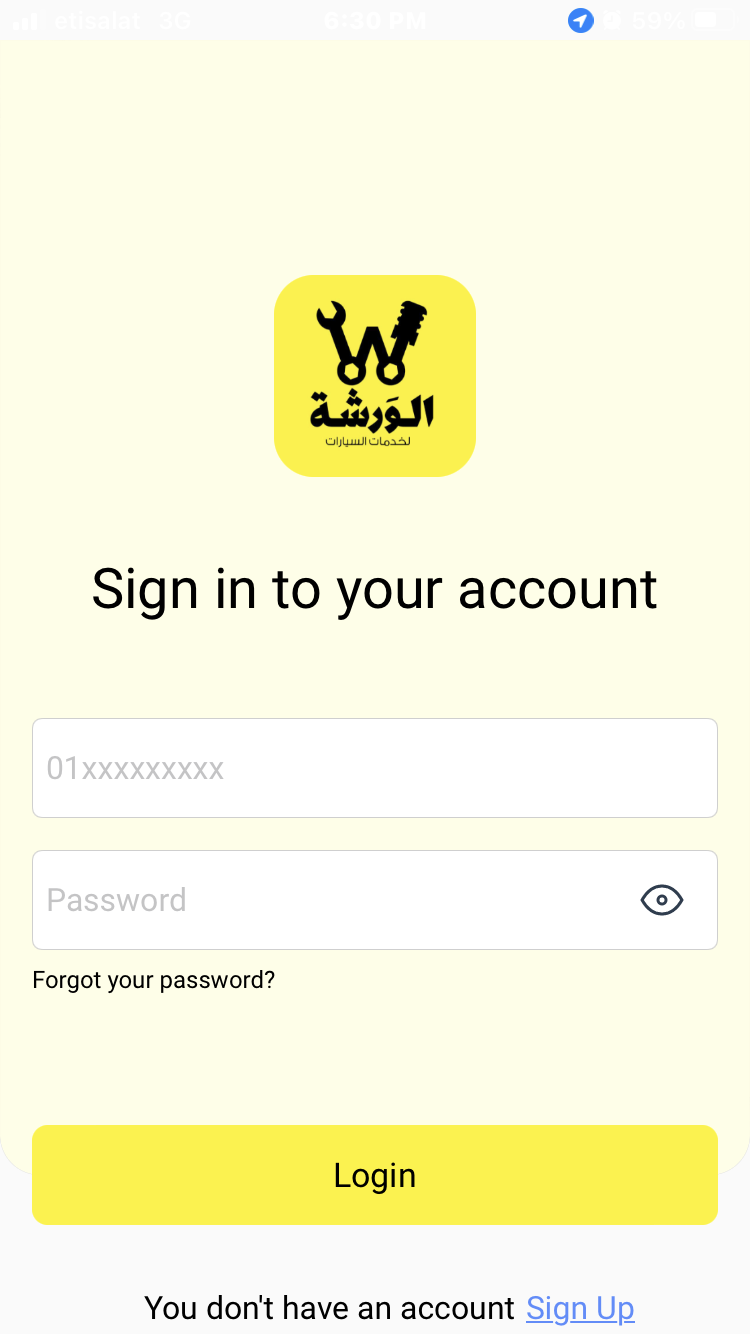 etisalat 3G 6:30 PM 59%
الوَرشة
لخدمات السيارات
Sign in to your account
01xxxxxxxxx
Password
Forgot your password?
Login
You don't have an account Sign Up